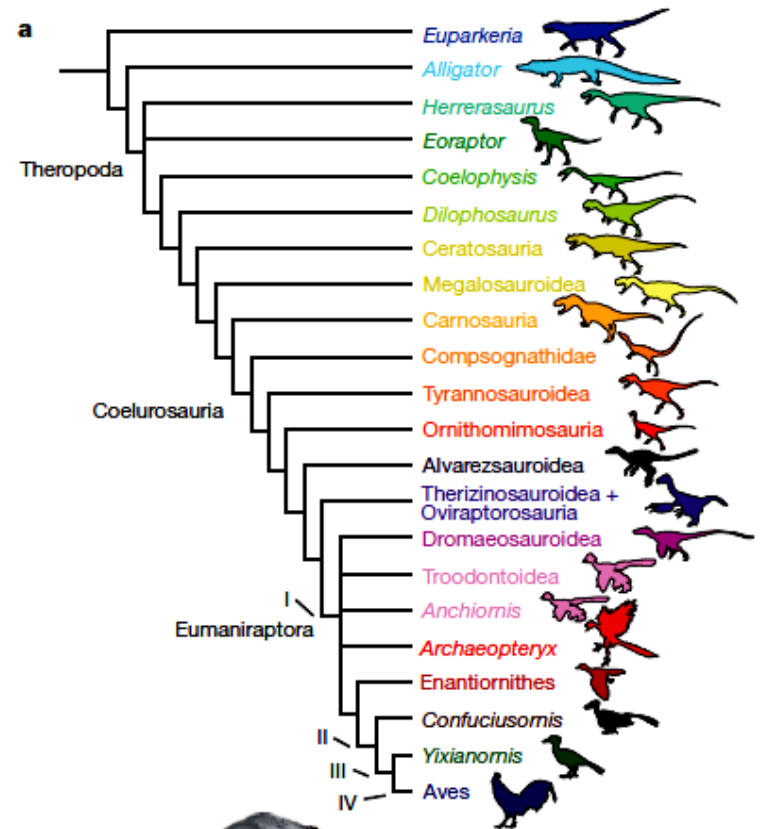 a
Euparkeria
Alligator
Herrerasaurus
Eoraptor
Theropoda
Coelophysis
Dilophosaurus
Ceratosauria
Megalosauroidea
Carnosauria
Compsognathidae
Tyrannosauroidea
Coelurosauria
Ornithomimosauria
Alvarezsauroidea
Therizinosauroidea +
Oviraptorosauria
Dromaeosauroidea
Troodontoidea
I
Anchiornis
Eumaniraptora
Archaeopteryx
Enantiornithes
Confuciusornis
II
Yixianornis
III
Aves
IV